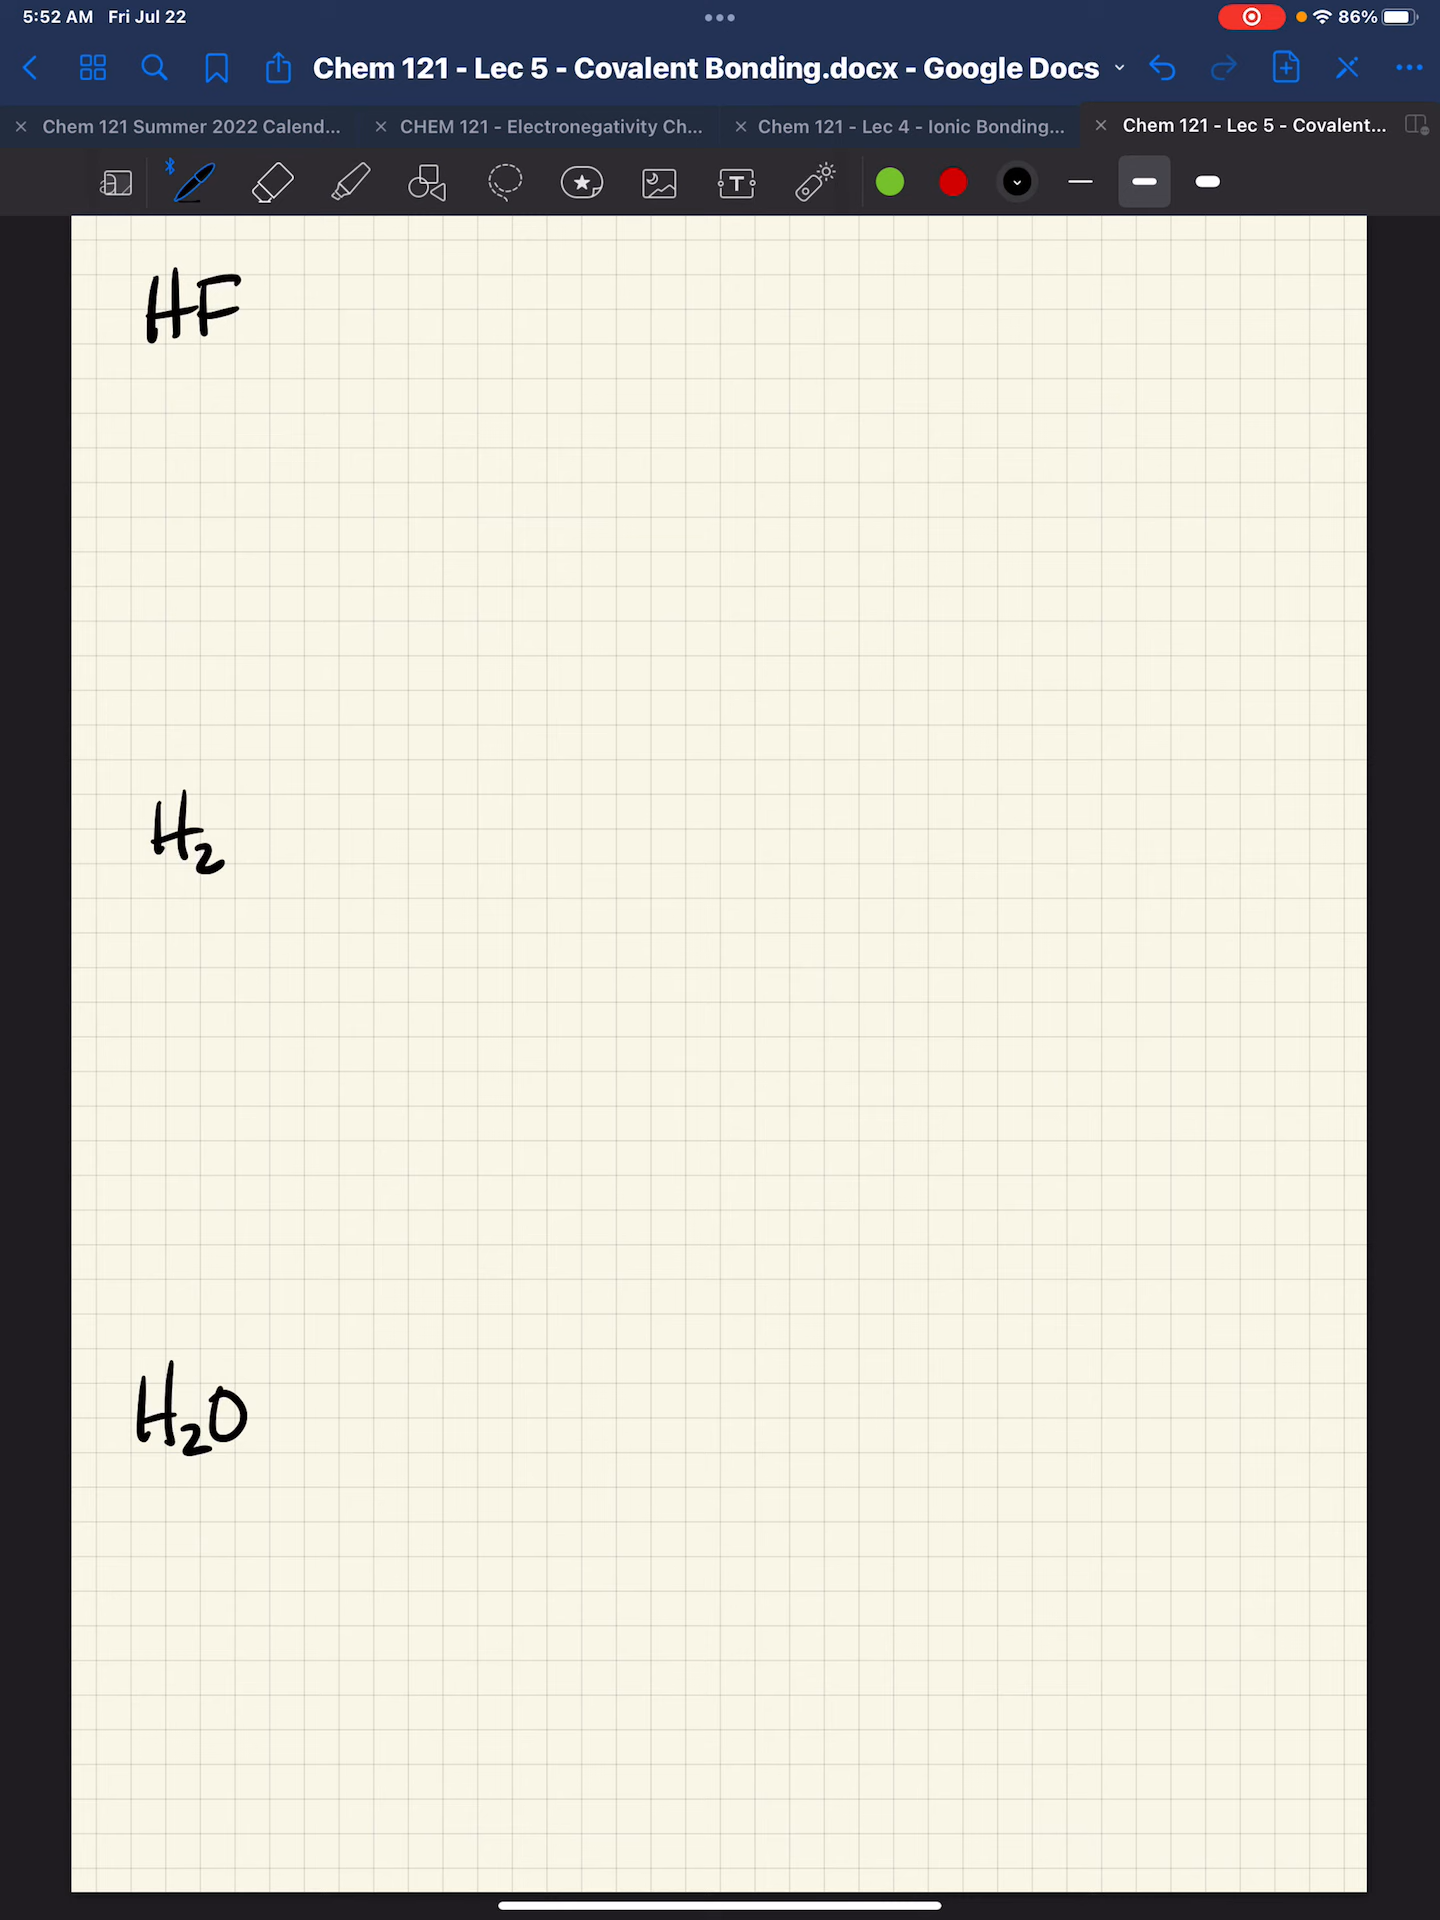 5:52 AM Fri Jul 22
86%
Chem 121 - Lec 5 - Covalent Bonding.docx - Google Docs
Chem 121 Summer 2022 Calend...
CHEM 121 - Electronegativity Ch...
Chem 121 - Lec 4 - Ionic Bonding...
Chem 121 - Lec 5 - Covalent...
T
HF
H₂
H₂O